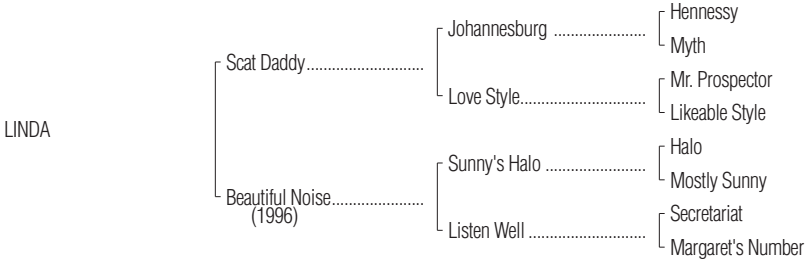 Hennessy
Johannesburg ......................
Myth
Scat Daddy............................
Mr. Prospector
Love Style..............................
Likeable Style
LINDA
Halo
Sunny's Halo ........................
Mostly Sunny
Beautiful Noise......................
(1996)
Secretariat
Listen Well ............................
Margaret's Number